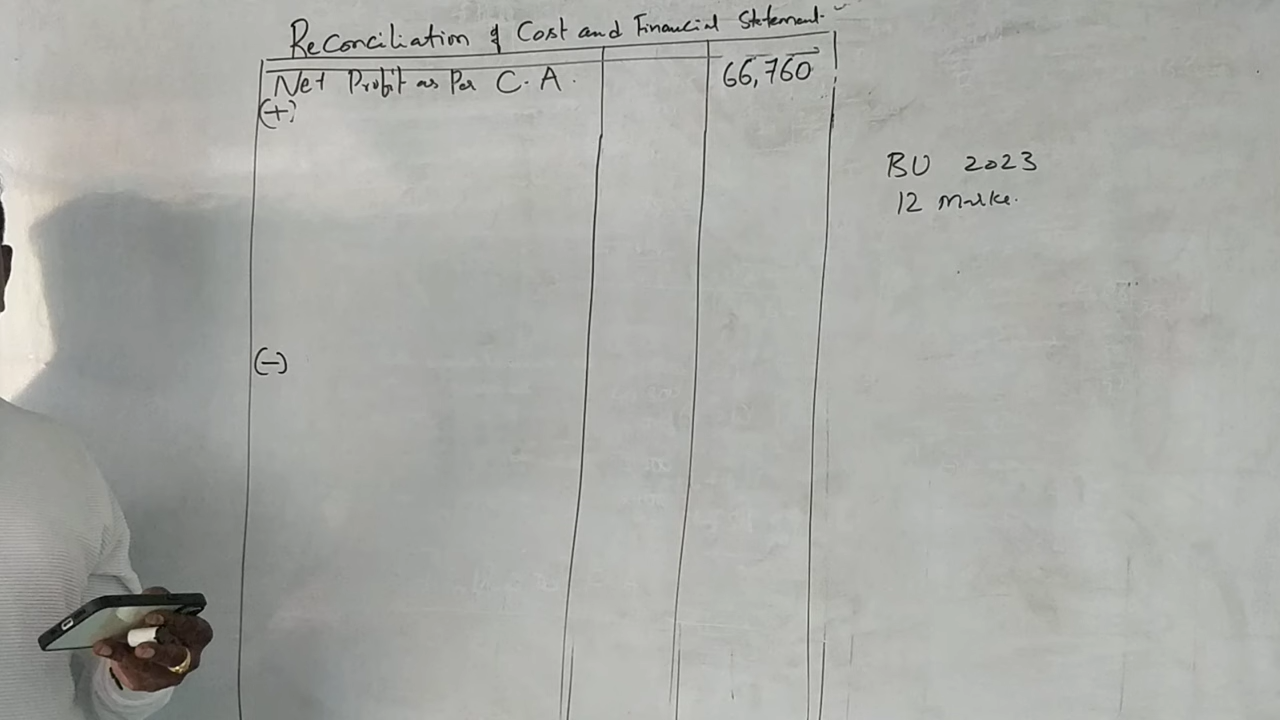 Reconciliation of Cost and Financial Statement.
Net Profit as Per C.A. 66,760
(+)
BU 2023
12 Marks.
(-)